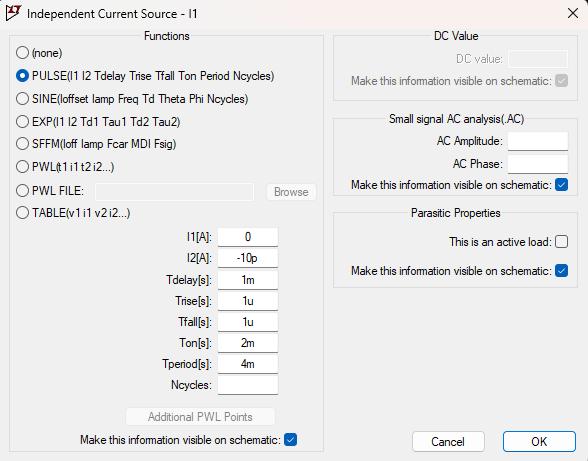 Independent Current Source - I1
Functions
(none)
PULSE(I1 I2 Tdelay Trise Tfall Ton Period Ncycles)
SINE(Ioffset Iamp Freq Td Theta Phi Ncycles)
EXP(I1 I2 Td1 Tau1 Td2 Tau2)
SFFM(Ioff Iamp Fcar MDI Fsig)
PWL(t1 i1 t2 i2...)
PWL FILE: Browse
TABLE(v1 i1 v2 i2...)
I1[A]: 0
I2[A]: -10p
Tdelay[s]: 1m
Trise[s]: 1u
Tfall[s]: 1u
Ton[s]: 2m
Tperiod[s]: 4m
Ncycles:
Additional PWL Points
Make this information visible on schematic:
DC Value
DC value:
Make this information visible on schematic:
Small signal AC analysis(.AC)
AC Amplitude:
AC Phase:
Make this information visible on schematic:
Parasitic Properties
This is an active load:
Make this information visible on schematic:
Cancel OK